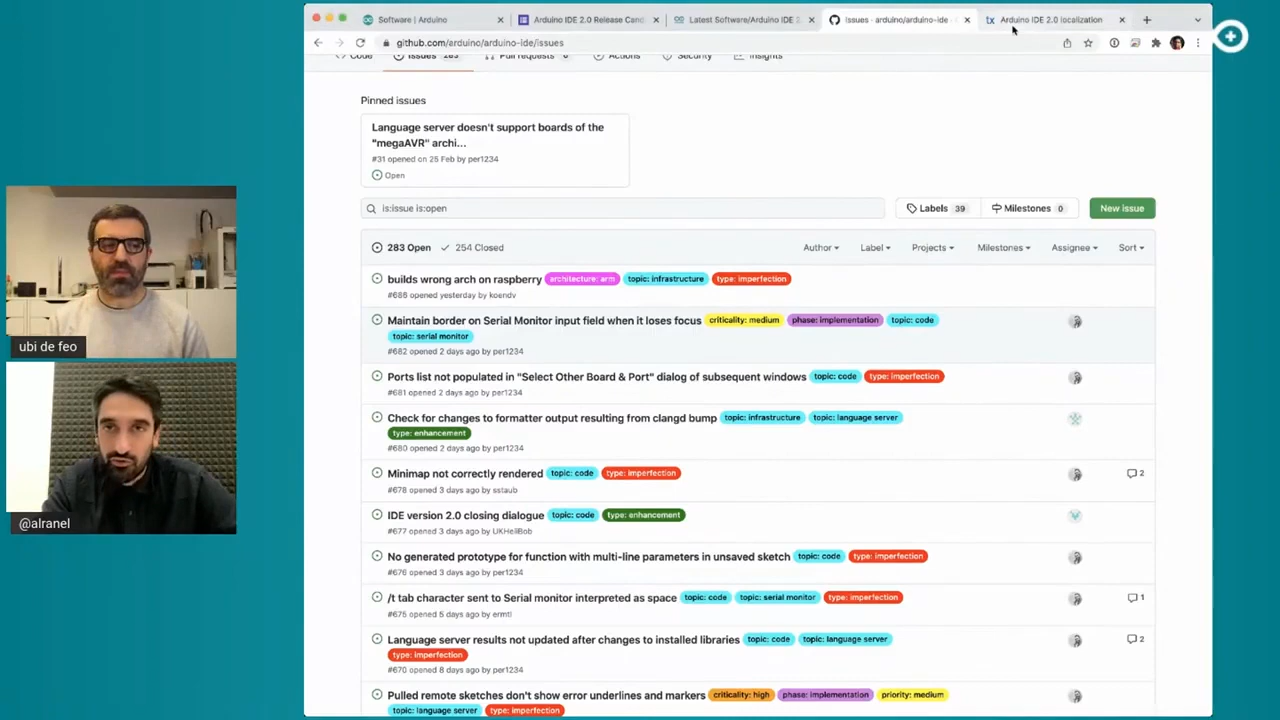 Software | Arduino
Arduino IDE 2.0 Release Cand
Latest Software/Arduino IDE 2
Issues · arduino/arduino-ide ·
Arduino IDE 2.0 localization
github.com/arduino/arduino-ide/issues
Code
Issues 283
Pull requests 6
Actions
Security
Insights
Pinned issues
Language server doesn't support boards of the
"megaAVR" archi...
#31 opened on 25 Feb by per1234
Open
is:issue is:open
Labels 39
Milestones 0
New issue
283 Open
254 Closed
Author
Label
Projects
Milestones
Assignee
Sort
builds wrong arch on raspberry architecture: arm topic: infrastructure type: imperfection
#686 opened yesterday by koendv
Maintain border on Serial Monitor input field when it loses focus criticality: medium phase: implementation topic: code
topic: serial monitor
#682 opened 2 days ago by per1234
Ports list not populated in "Select Other Board & Port" dialog of subsequent windows topic: code type: imperfection
#681 opened 2 days ago by per1234
Check for changes to formatter output resulting from clangd bump topic: infrastructure topic: language server
type: enhancement
#680 opened 2 days ago by per1234
Minimap not correctly rendered topic: code type: imperfection 2
#678 opened 3 days ago by sstaub
IDE version 2.0 closing dialogue topic: code type: enhancement
#677 opened 3 days ago by UKHeliBob
No generated prototype for function with multi-line parameters in unsaved sketch topic: code type: imperfection
#676 opened 3 days ago by per1234
/t tab character sent to Serial monitor interpreted as space topic: code topic: serial monitor type: imperfection 1
#675 opened 5 days ago by ermtl
Language server results not updated after changes to installed libraries topic: code topic: language server 2
type: imperfection
#670 opened 8 days ago by per1234
Pulled remote sketches don't show error underlines and markers criticality: high phase: implementation priority: medium
topic: language server type: imperfection
ubi de feo
@alranel